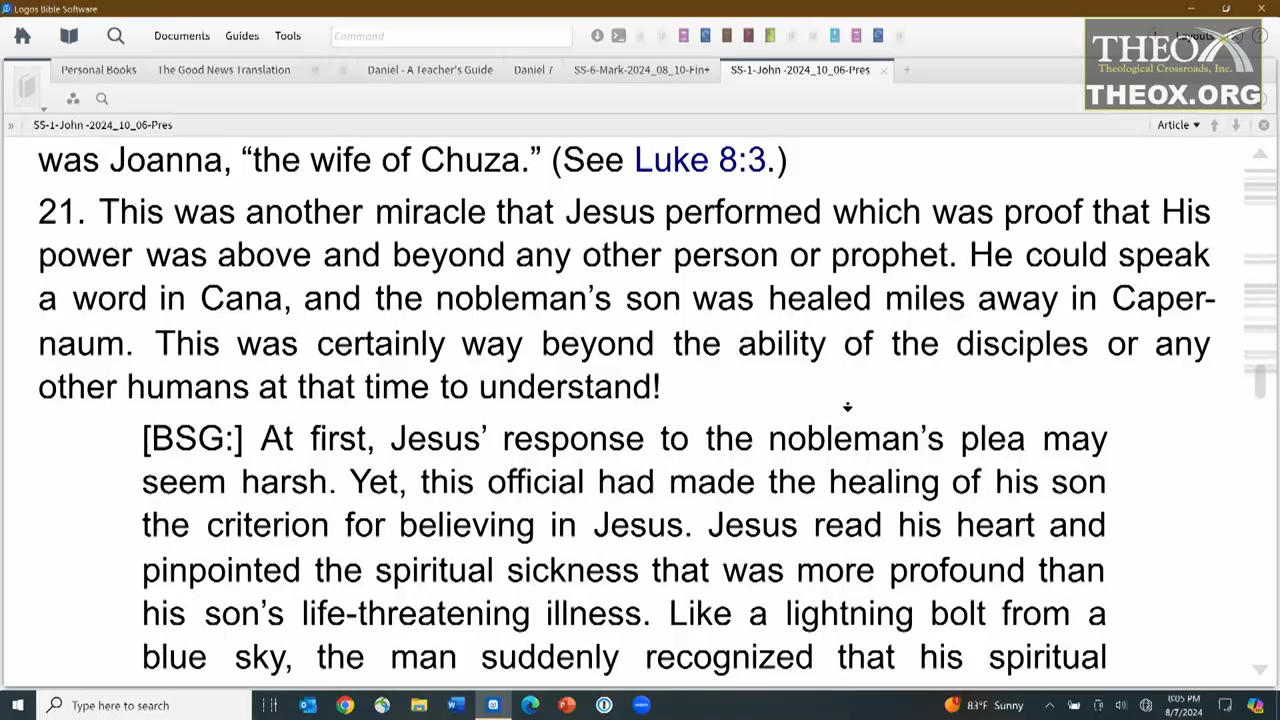 Logos Bible Software
Documents Guides Tools Command
THEOX
Theological Crossroads, Inc.
THEOX.ORG
Personal Books The Good News Translation Daniel 7 SS-6-Mark-2024_08_10-Fin+ SS-1-John -2024_10_06-Pres
SS-1-John -2024_10_06-Pres Article
was Joanna, “the wife of Chuza.” (See Luke 8:3.)
21. This was another miracle that Jesus performed which was proof that His
power was above and beyond any other person or prophet. He could speak
a word in Cana, and the nobleman’s son was healed miles away in Caper-
naum. This was certainly way beyond the ability of the disciples or any
other humans at that time to understand!
[BSG:] At first, Jesus’ response to the nobleman’s plea may
seem harsh. Yet, this official had made the healing of his son
the criterion for believing in Jesus. Jesus read his heart and
pinpointed the spiritual sickness that was more profound than
his son’s life-threatening illness. Like a lightning bolt from a
blue sky, the man suddenly recognized that his spiritual
Type here to search 83°F Sunny 8:05 PM
8/7/2024